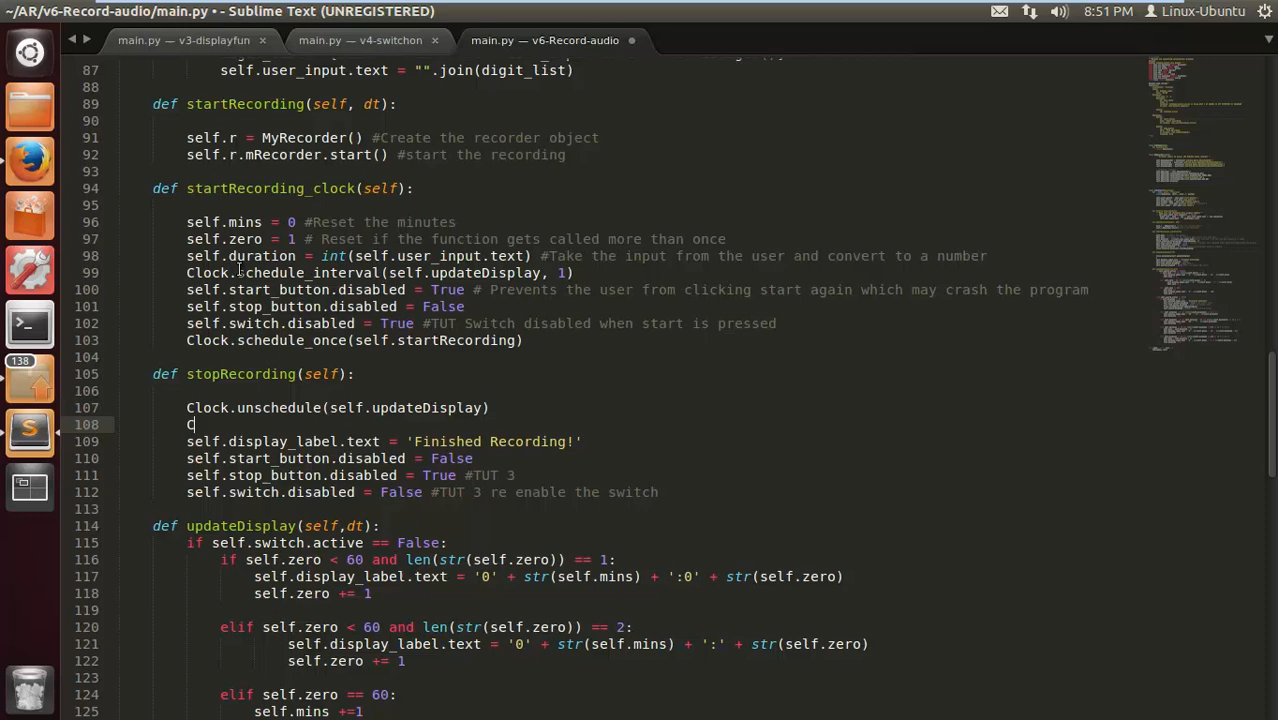 ~/AR/v6-Record-audio/main.py • - Sublime Text (UNREGISTERED)
8:51 PM
Linux-Ubuntu
main.py — v3-displayfun ×
main.py — v4-switchon ×
main.py — v6-Record-audio
87 self.user_input.text = "".join(digit_list)
88
89 def startRecording(self, dt):
90
91 self.r = MyRecorder() #Create the recorder object
92 self.r.mRecorder.start() #start the recording
93
94 def startRecording_clock(self):
95
96 self.mins = 0 #Reset the minutes
97 self.zero = 1 # Reset if the function gets called more than once
98 self.duration = int(self.user_input.text) #Take the input from the user and convert to a number
99 Clock.schedule_interval(self.updateDisplay, 1)
100 self.start_button.disabled = True # Prevents the user from clicking start again which may crash the program
101 self.stop_button.disabled = False
102 self.switch.disabled = True #TUT Switch disabled when start is pressed
103 Clock.schedule_once(self.startRecording)
104
105 def stopRecording(self):
106
107 Clock.unschedule(self.updateDisplay)
108 C
109 self.display_label.text = 'Finished Recording!'
110 self.start_button.disabled = False
111 self.stop_button.disabled = True #TUT 3
112 self.switch.disabled = False #TUT 3 re enable the switch
113
114 def updateDisplay(self,dt):
115 if self.switch.active == False:
116 if self.zero < 60 and len(str(self.zero)) == 1:
117 self.display_label.text = '0' + str(self.mins) + ':0' + str(self.zero)
118 self.zero += 1
119
120 elif self.zero < 60 and len(str(self.zero)) == 2:
121 self.display_label.text = '0' + str(self.mins) + ':' + str(self.zero)
122 self.zero += 1
123
124 elif self.zero == 60:
125 self.mins +=1
138